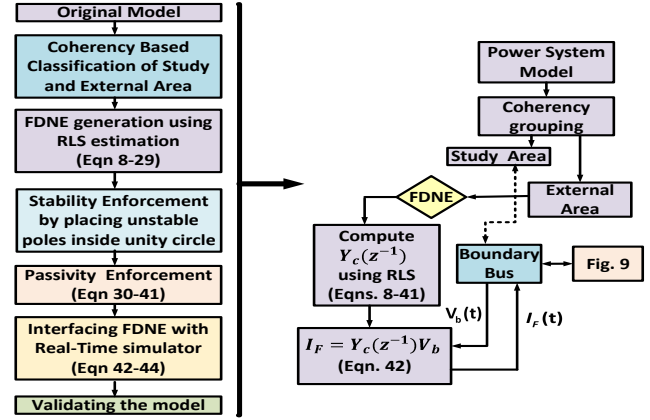 Original Model
Coherency Based
Classification of Study
and External Area
FDNE generation using
RLS estimation
(Eqn 8-29)
Stability Enforcement
by placing unstable
poles inside unity circle
Passivity Enforcement
(Eqn 30-41)
Interfacing FDNE with
Real-Time simulator
(Eqn 42-44)
Validating the model
Power System
Model
Coherency
grouping
Study Area
External
Area
FDNE
Compute
Y_c(z^{-1})
using RLS
(Eqns. 8-41)
Boundary
Bus
Fig. 9
V_b(t)
I_F(t)
I_F = Y_c(z^{-1})V_b
(Eqn. 42)